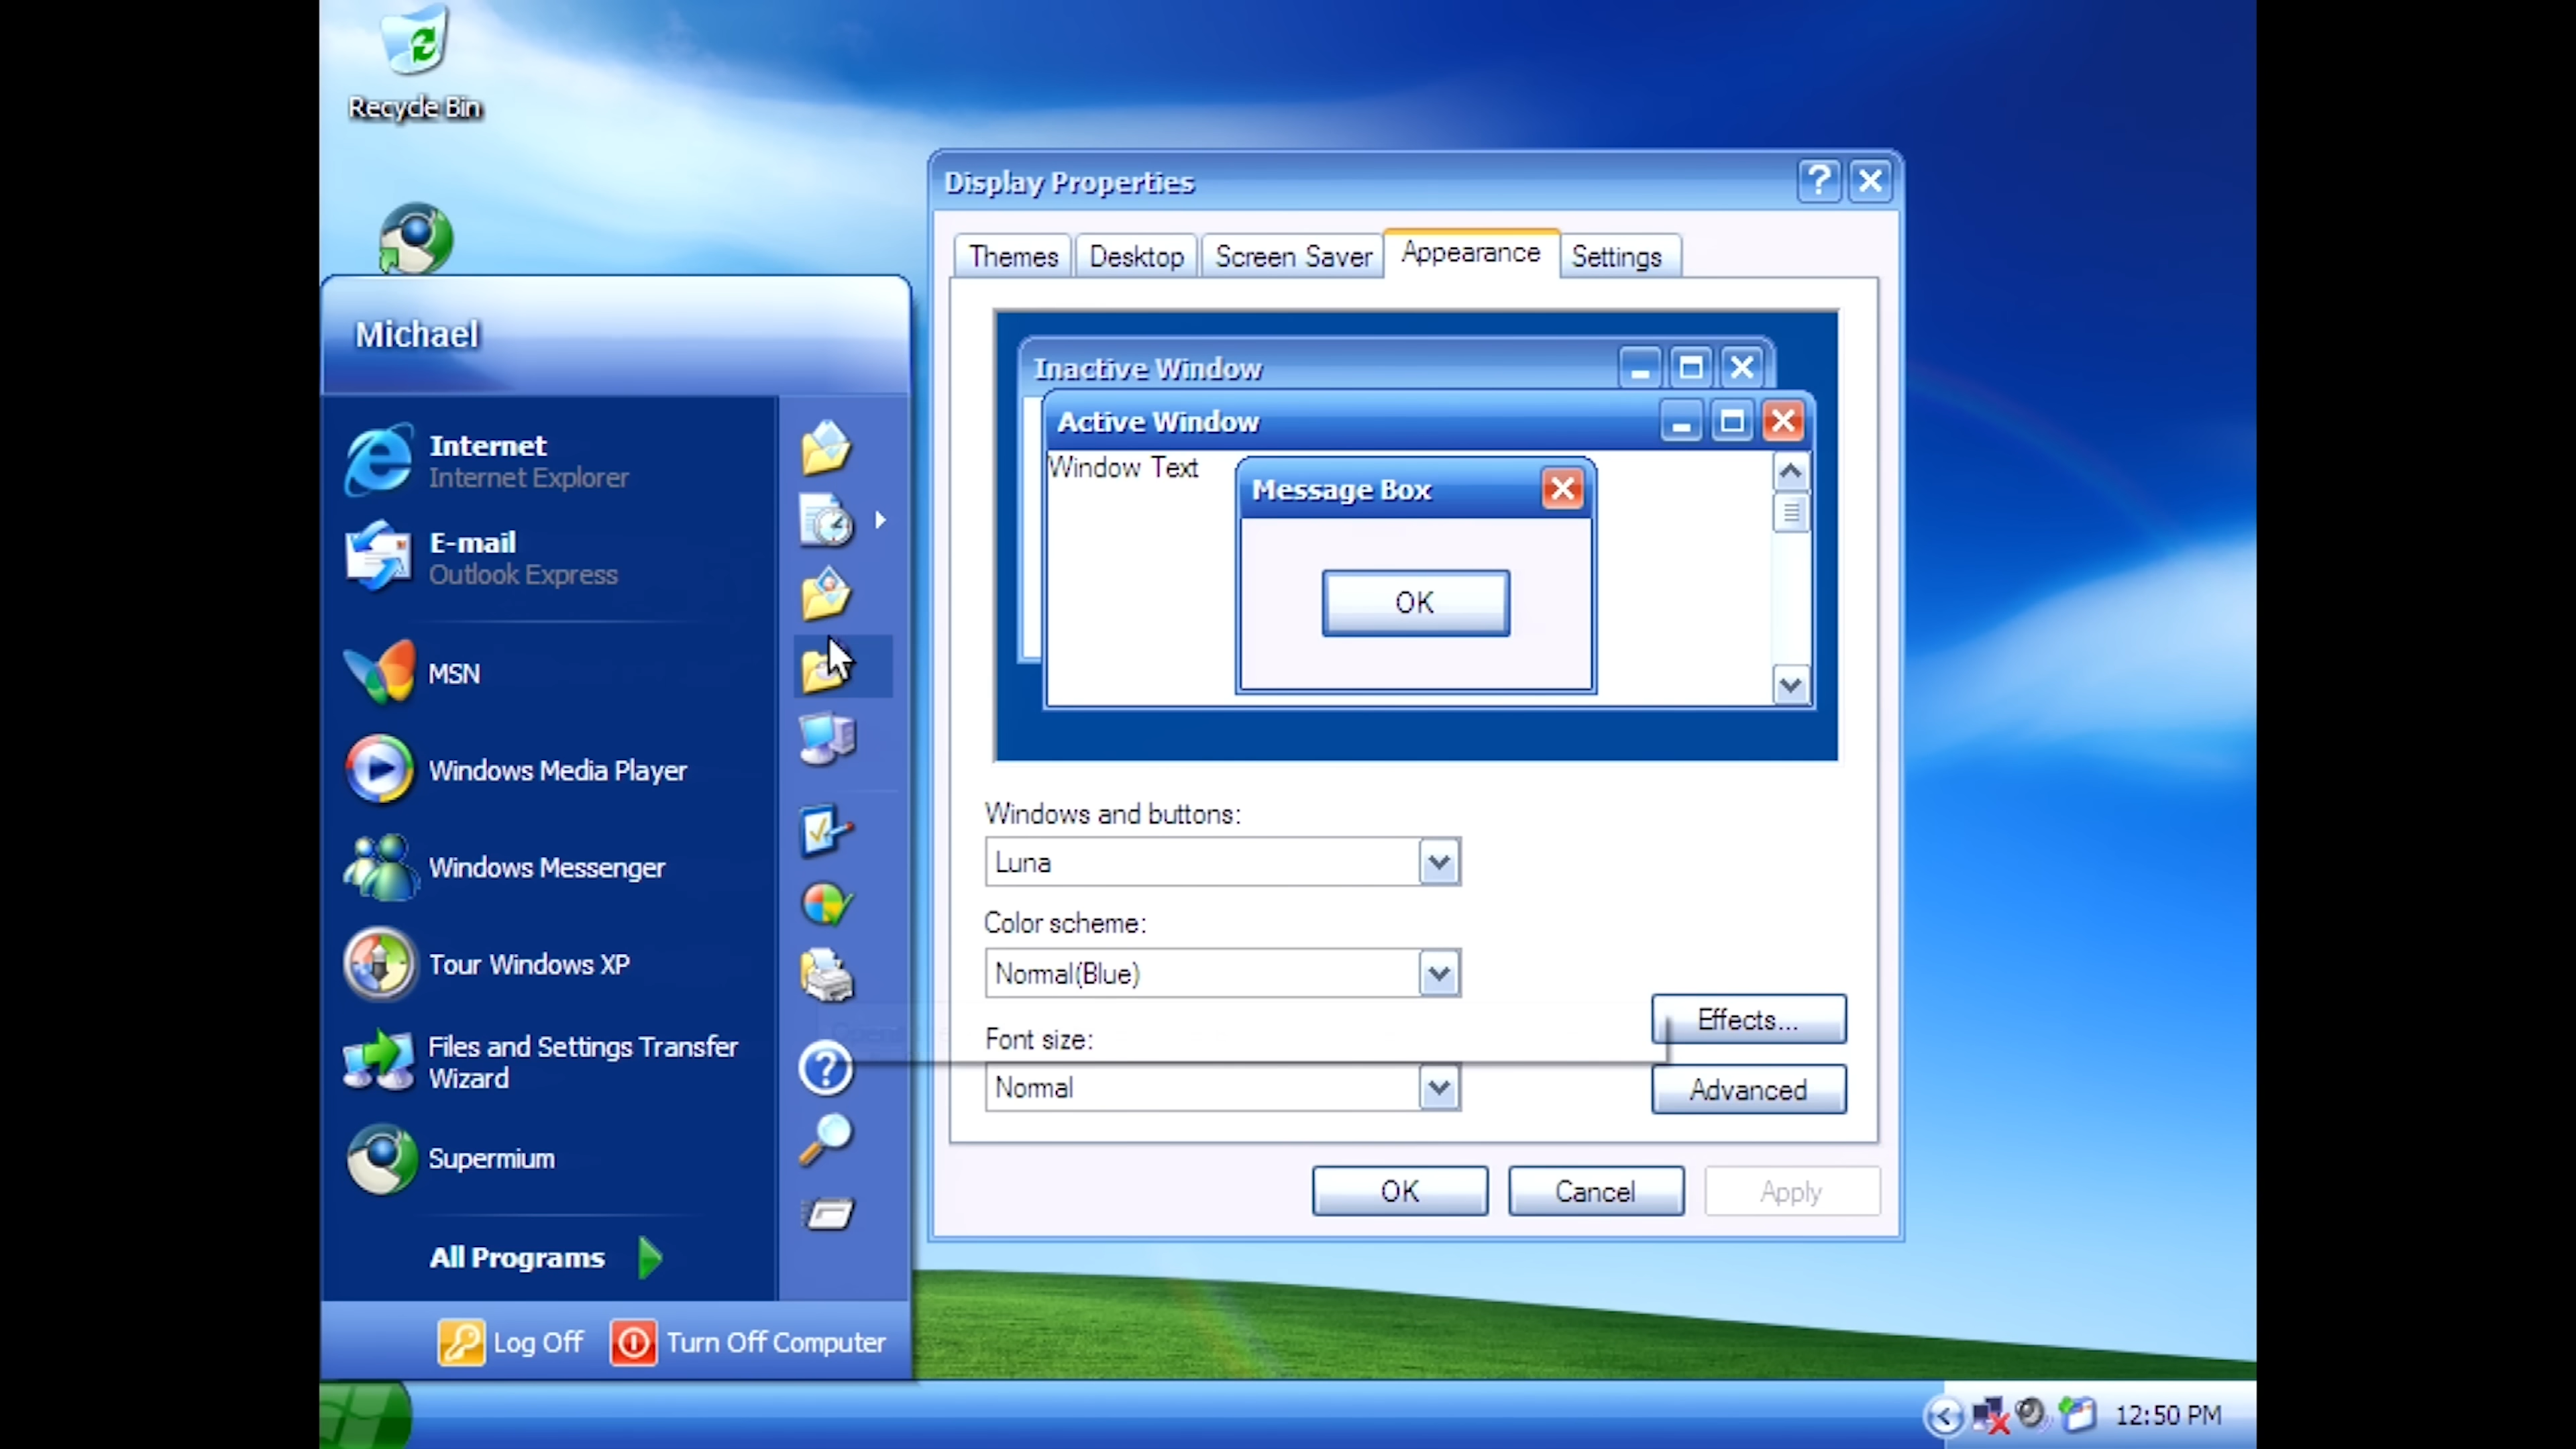 Recycle Bin
Michael
Internet
Internet Explorer
E-mail
Outlook Express
MSN
Windows Media Player
Windows Messenger
Tour Windows XP
Files and Settings Transfer
Wizard
Supermium
All Programs
Log Off
Turn Off Computer
Display Properties
Themes
Desktop
Screen Saver
Appearance
Settings
Inactive Window
Active Window
Window Text
Message Box
OK
Windows and buttons:
Luna
Color scheme:
Normal(Blue)
Effects...
Font size:
Normal
Advanced
OK
Cancel
Apply
12:50 PM